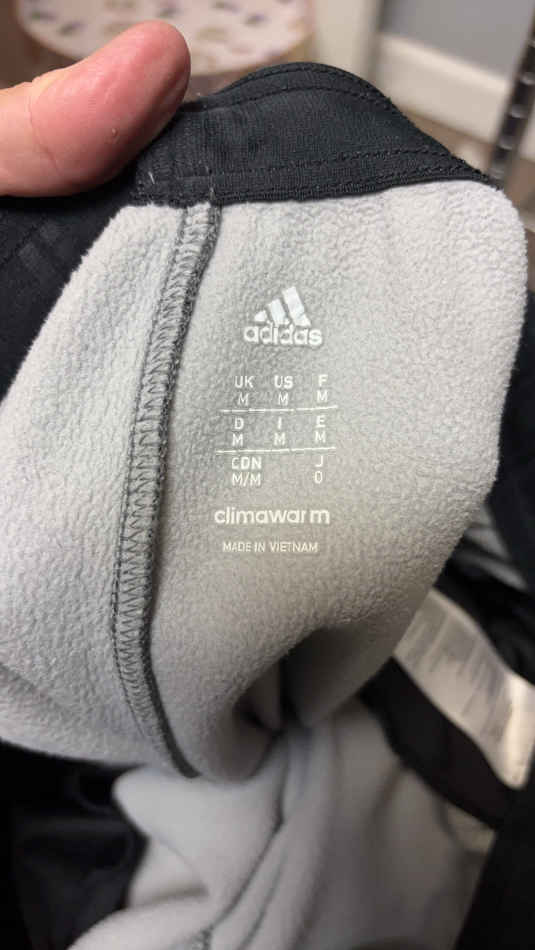 adidas
UK US F
M M M
D I E
M M M
CDN J
M/M O
climawarm
MADE IN VIETNAM